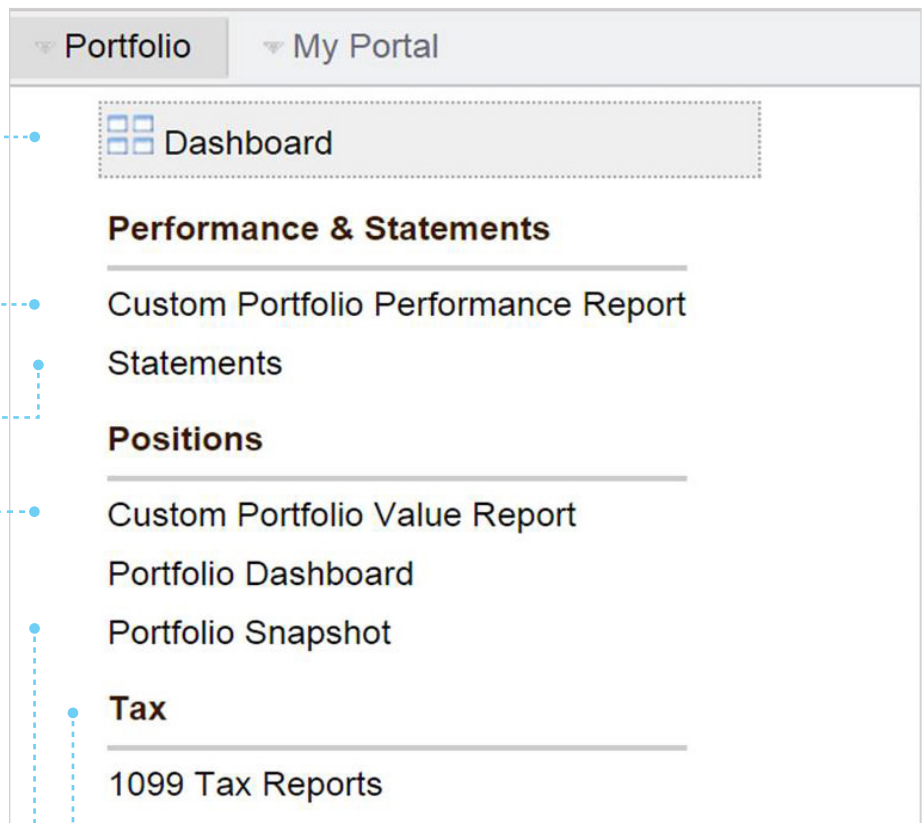 Portfolio My Portal
Dashboard
Performance & Statements
Custom Portfolio Performance Report
Statements
Positions
Custom Portfolio Value Report
Portfolio Dashboard
Portfolio Snapshot
Tax
1099 Tax Reports